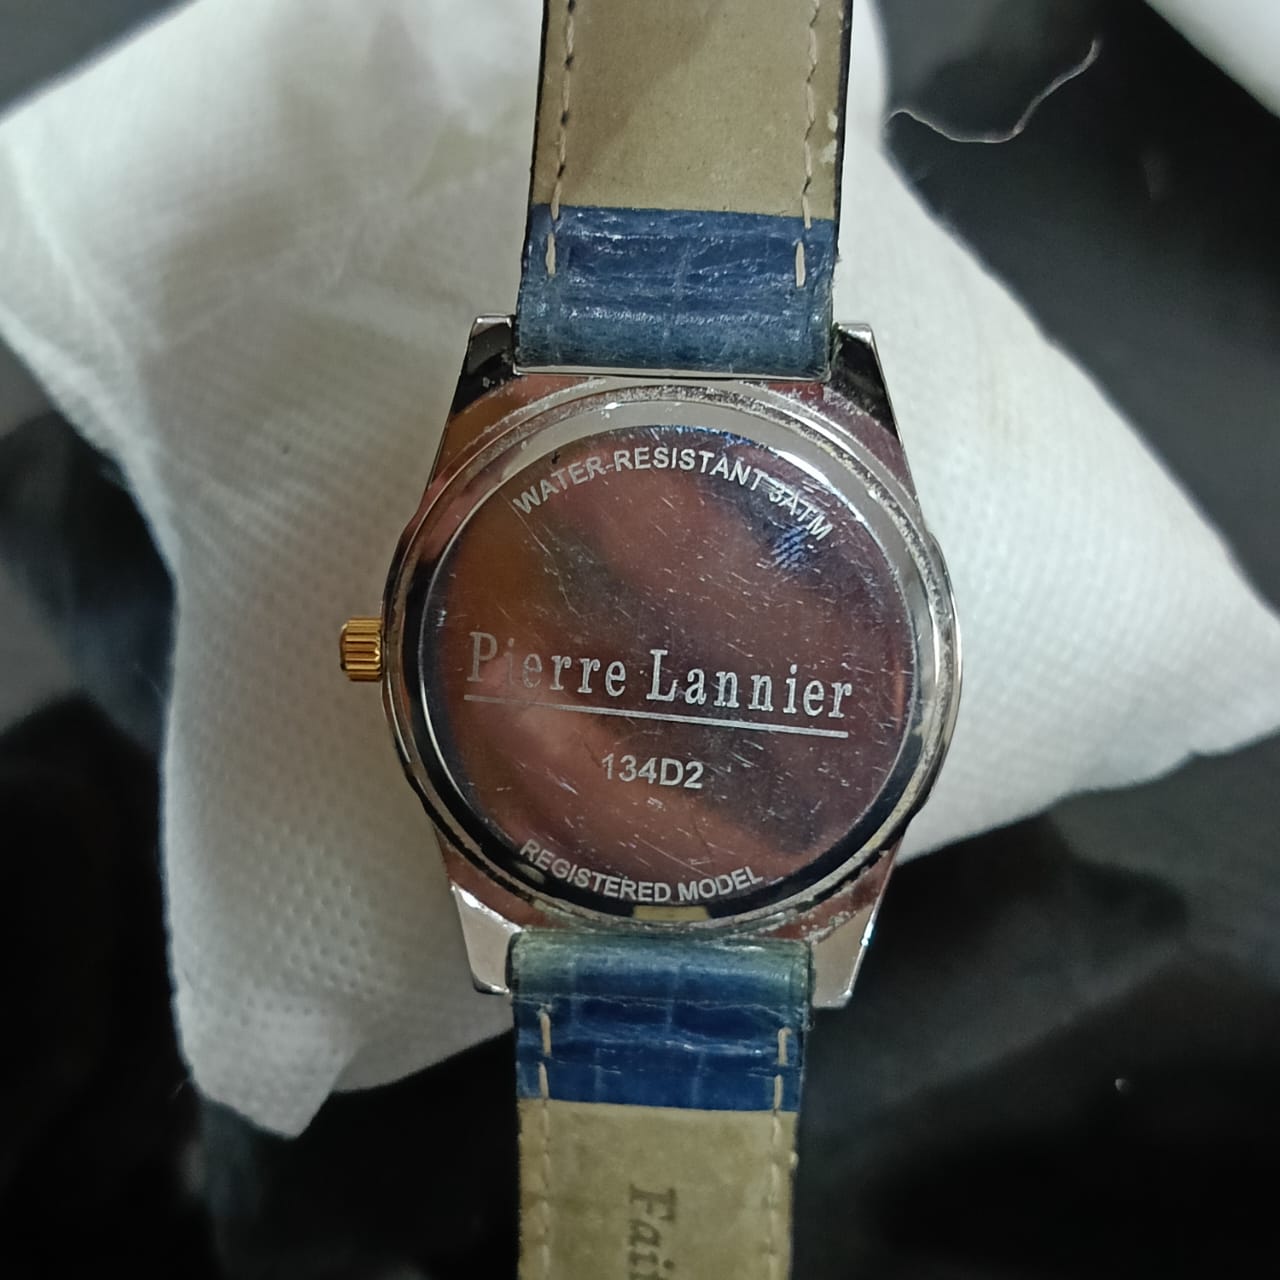 WATER-RESISTANT 3ATM
Pierre Lannier
134D2
REGISTERED MODEL